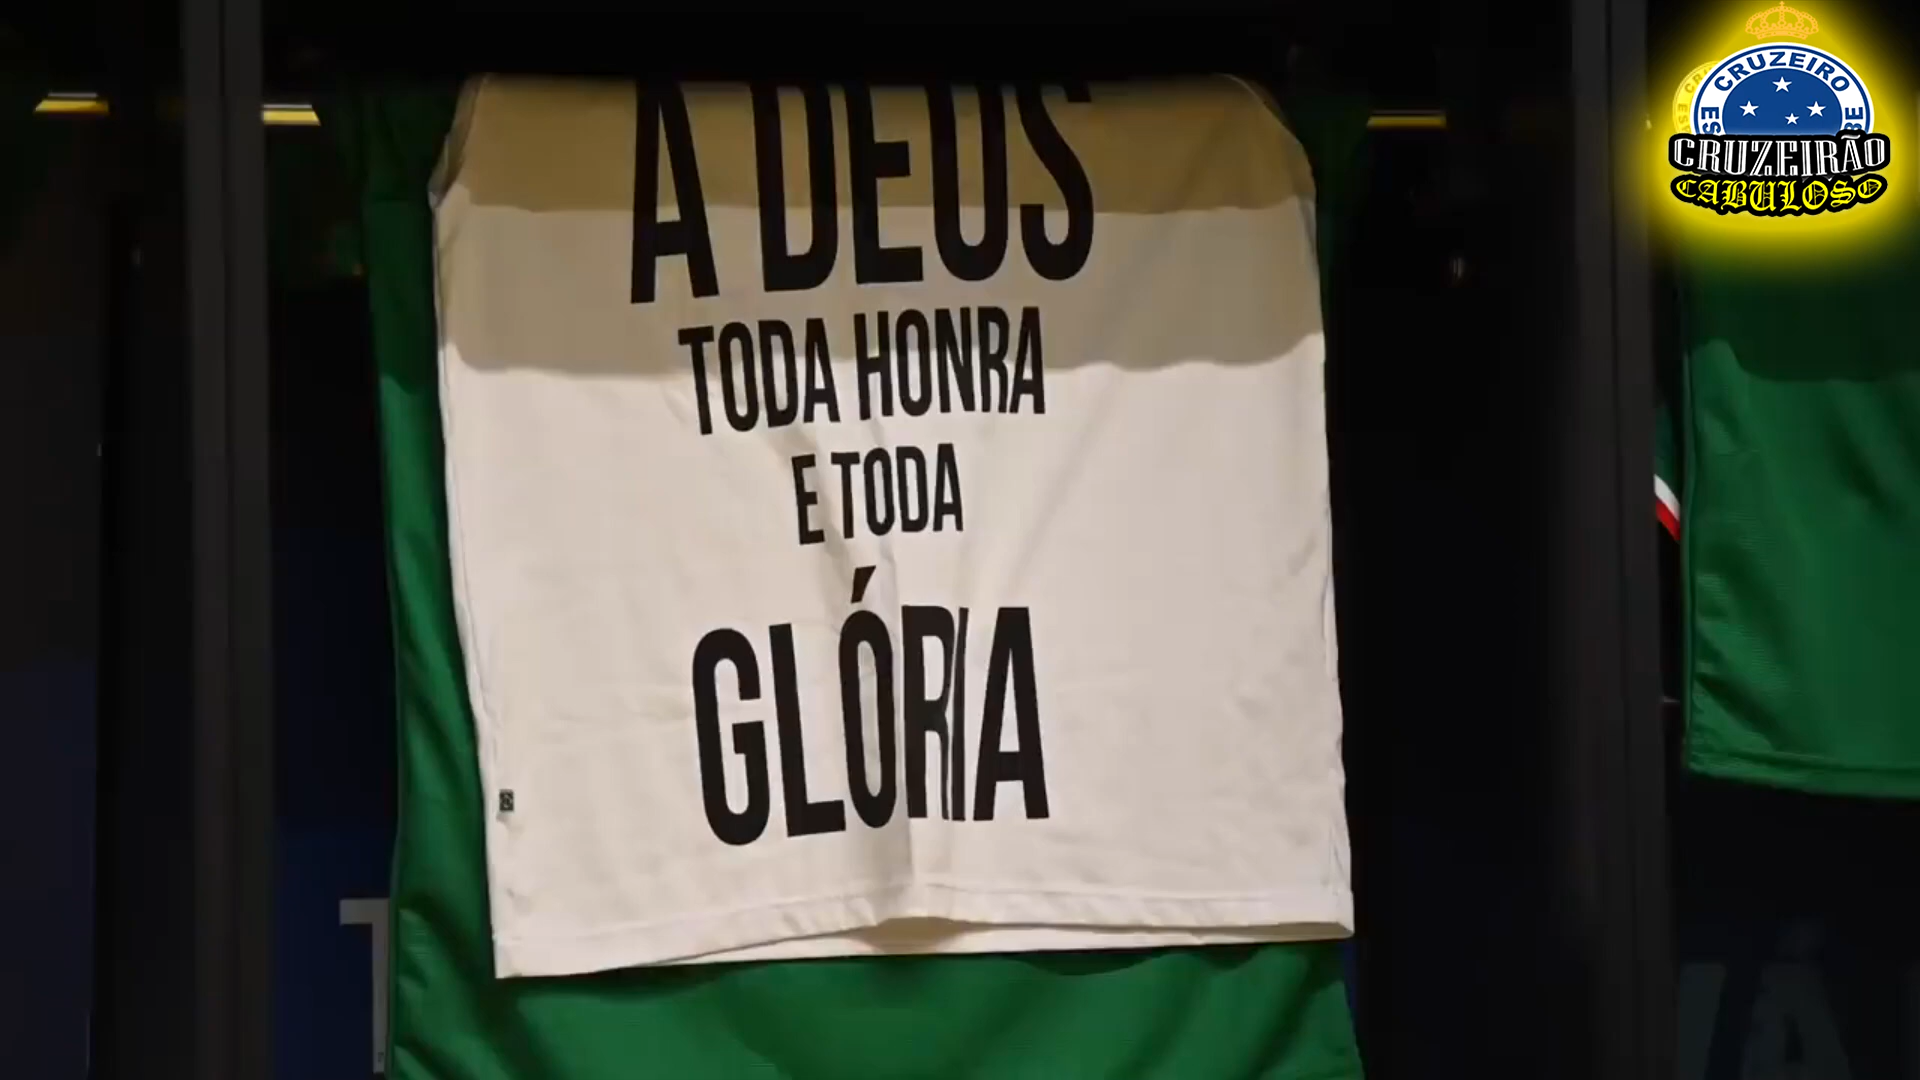 A DEUS
TODA HONRA
E TODA
GLÓRIA
CRUZEIRO
CRUZEIRÃO
CABULOSO